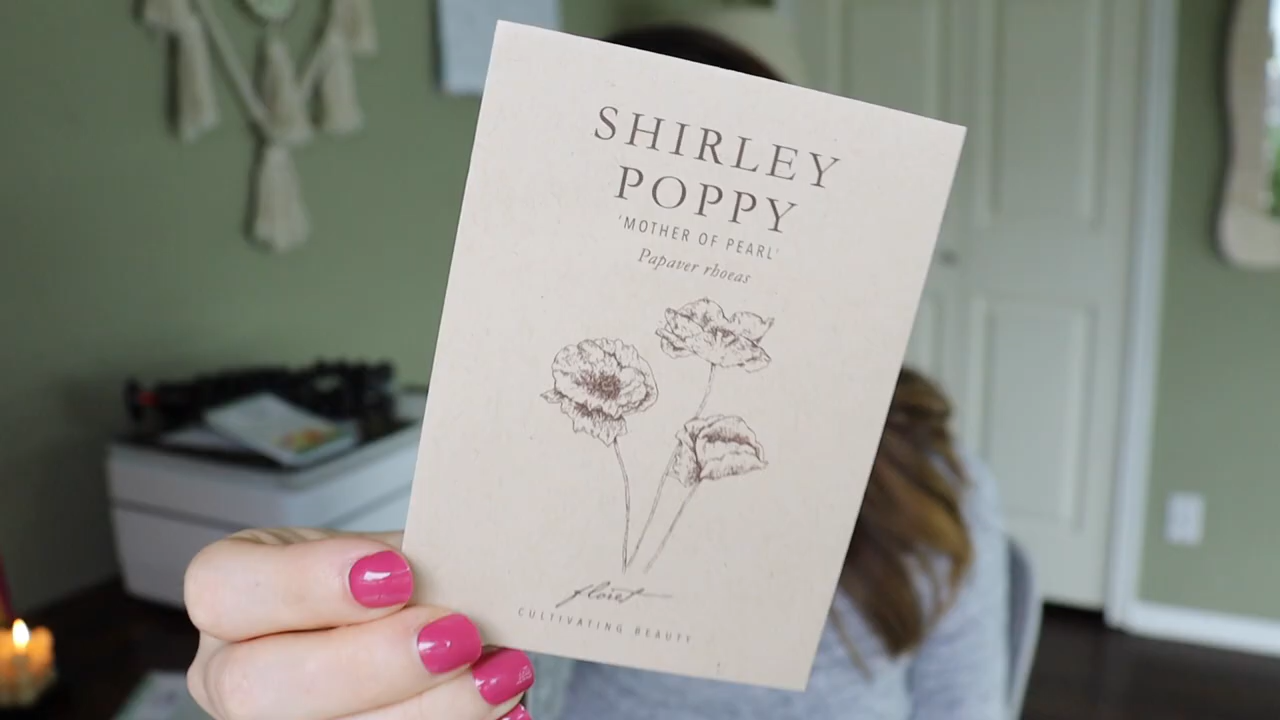 SHIRLEY
POPPY
'MOTHER OF PEARL'
Papaver rhoeas
floret
CULTIVATING BEAUTY